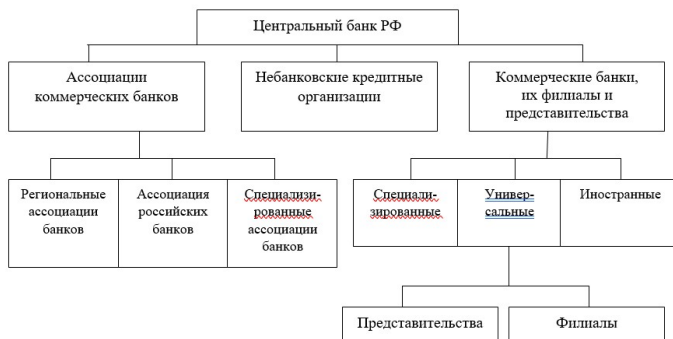 Центральный банк РФ
Ассоциации
коммерческих банков
Небанковские кредитные
организации
Коммерческие банки,
их филиалы и
представительства
Региональные
ассоциации
банков
Ассоциация
российских
банков
Специализи-
рованные
ассоциации
банков
Специали-
зированные
Универ-
сальные
Иностранные
Представительства
Филиалы